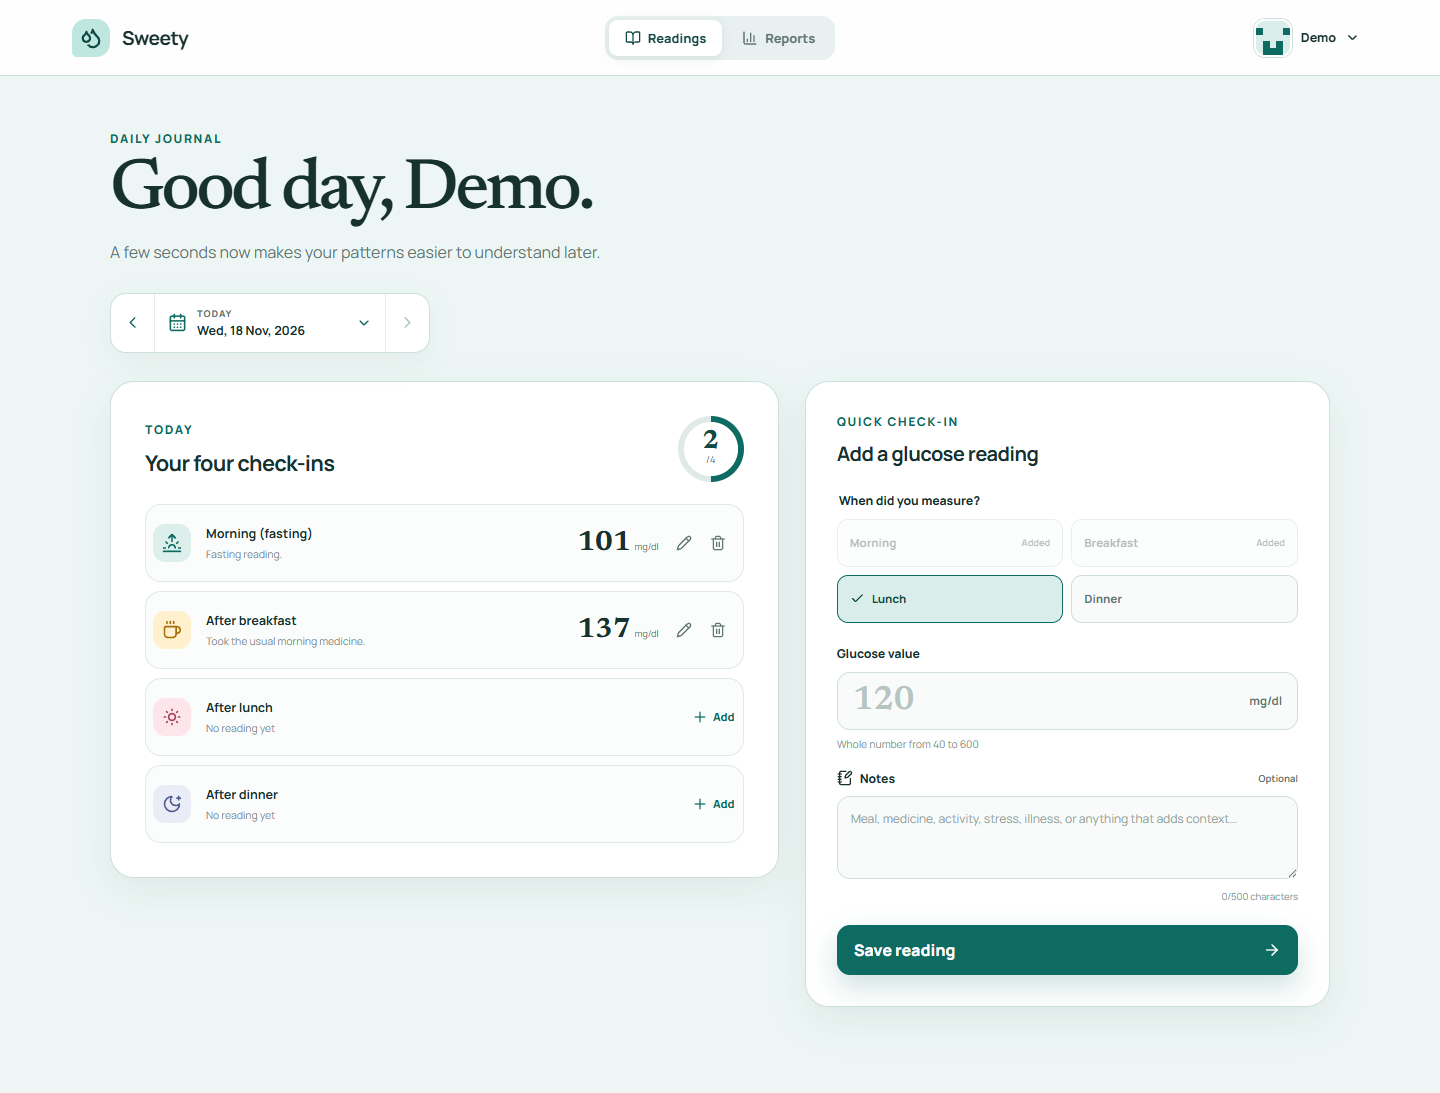 Sweety
Readings
Reports
Demo
DAILY JOURNAL
Good day, Demo.
A few seconds now makes your patterns easier to understand later.
TODAY
Wed, 18 Nov, 2026
TODAY
Your four check-ins
2
/4
Morning (fasting)
Fasting reading.
101 mg/dl
After breakfast
Took the usual morning medicine.
137 mg/dl
After lunch
No reading yet
Add
After dinner
No reading yet
Add
QUICK CHECK-IN
Add a glucose reading
When did you measure?
Morning Added
Breakfast Added
Lunch
Dinner
Glucose value
120 mg/dl
Whole number from 40 to 600
Notes Optional
Meal, medicine, activity, stress, illness, or anything that adds context...
0/500 characters
Save reading